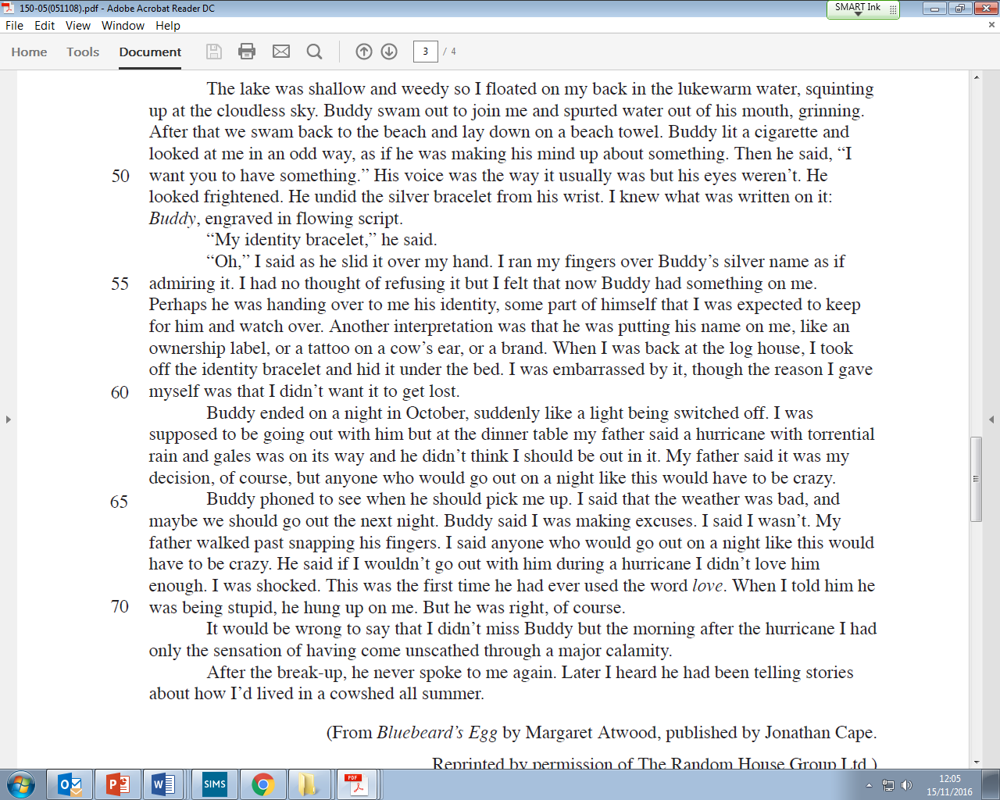 150-05(051108).pdf - Adobe Acrobat Reader DC
SMART Ink
File Edit View Window Help
Home Tools Document 3 / 4
The lake was shallow and weedy so I floated on my back in the lukewarm water, squinting
up at the cloudless sky. Buddy swam out to join me and spurted water out of his mouth, grinning.
After that we swam back to the beach and lay down on a beach towel. Buddy lit a cigarette and
looked at me in an odd way, as if he was making his mind up about something. Then he said, “I
50 want you to have something.” His voice was the way it usually was but his eyes weren’t. He
looked frightened. He undid the silver bracelet from his wrist. I knew what was written on it:
Buddy, engraved in flowing script.
“My identity bracelet,” he said.
“Oh,” I said as he slid it over my hand. I ran my fingers over Buddy’s silver name as if
55 admiring it. I had no thought of refusing it but I felt that now Buddy had something on me.
Perhaps he was handing over to me his identity, some part of himself that I was expected to keep
for him and watch over. Another interpretation was that he was putting his name on me, like an
ownership label, or a tattoo on a cow’s ear, or a brand. When I was back at the log house, I took
off the identity bracelet and hid it under the bed. I was embarrassed by it, though the reason I gave
60 myself was that I didn’t want it to get lost.
Buddy ended on a night in October, suddenly like a light being switched off. I was
supposed to be going out with him but at the dinner table my father said a hurricane with torrential
rain and gales was on its way and he didn’t think I should be out in it. My father said it was my
decision, of course, but anyone who would go out on a night like this would have to be crazy.
65 Buddy phoned to see when he should pick me up. I said that the weather was bad, and
maybe we should go out the next night. Buddy said I was making excuses. I said I wasn’t. My
father walked past snapping his fingers. I said anyone who would go out on a night like this would
have to be crazy. He said if I wouldn’t go out with him during a hurricane I didn’t love him
enough. I was shocked. This was the first time he had ever used the word love. When I told him he
70 was being stupid, he hung up on me. But he was right, of course.
It would be wrong to say that I didn’t miss Buddy but the morning after the hurricane I had
only the sensation of having come unscathed through a major calamity.
After the break-up, he never spoke to me again. Later I heard he had been telling stories
about how I’d lived in a cowshed all summer.
(From Bluebeard’s Egg by Margaret Atwood, published by Jonathan Cape.
Reprinted by permission of The Random House Group Ltd.)
SIMS
PDF
12:05
15/11/2016